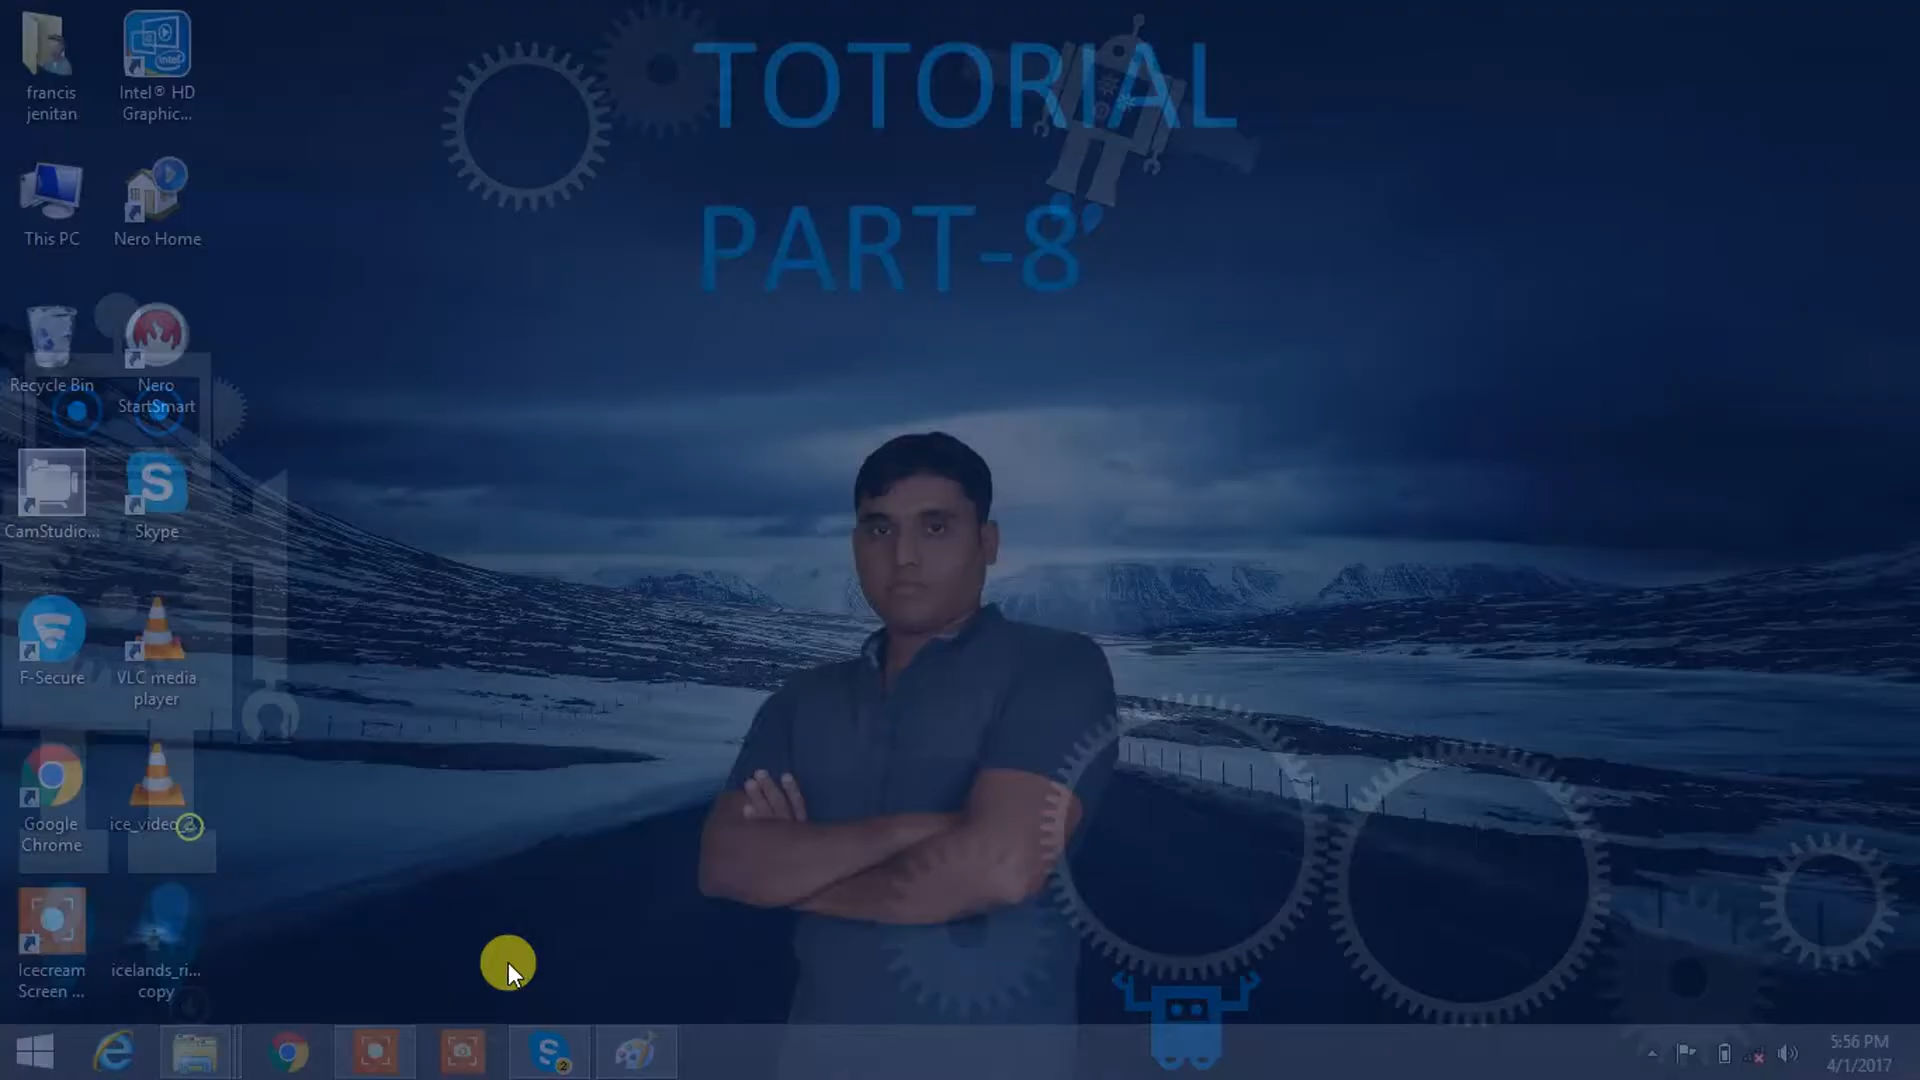 TOTORIAL
PART-8
francis
jenitan
Intel® HD
Graphic...
This PC
Nero Home
Recycle Bin
Nero
StartSmart
CamStudio...
Skype
F-Secure
VLC media
player
Google
Chrome
ice_video
Icecream
Screen ...
icelands_ri...
copy
5:56 PM
4/1/2017